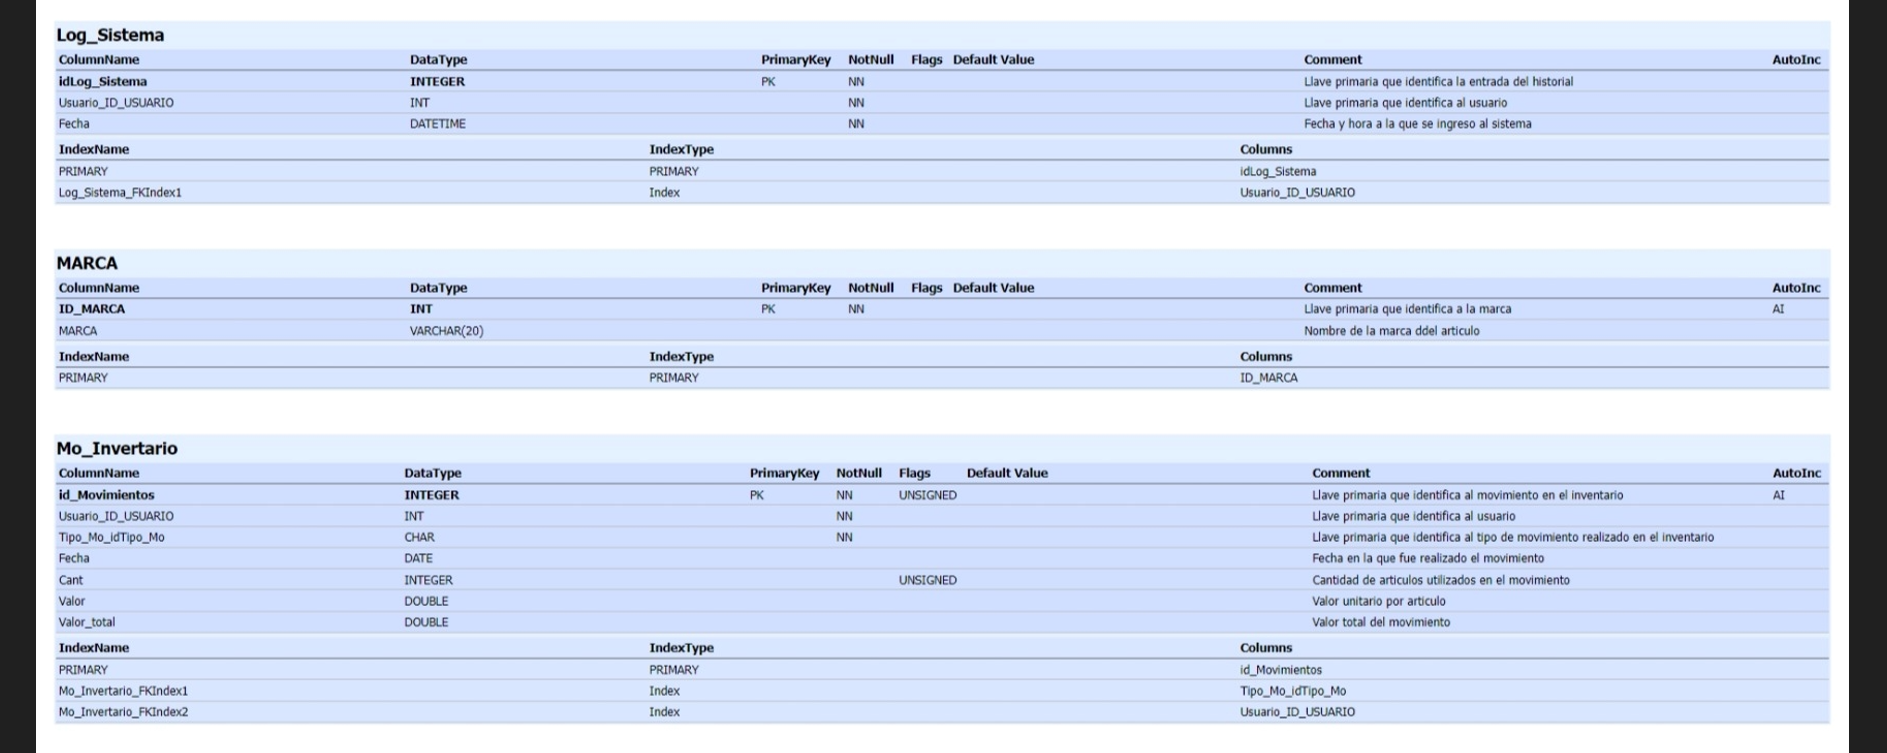 Log_Sistema
ColumnName DataType PrimaryKey NotNull Flags Default Value Comment AutoInc
idLog_Sistema INTEGER PK NN Llave primaria que identifica la entrada del historial
Usuario_ID_USUARIO INT NN Llave primaria que identifica al usuario
Fecha DATETIME NN Fecha y hora a la que se ingreso al sistema
IndexName IndexType Columns
PRIMARY PRIMARY idLog_Sistema
Log_Sistema_FKIndex1 Index Usuario_ID_USUARIO
MARCA
ColumnName DataType PrimaryKey NotNull Flags Default Value Comment AutoInc
ID_MARCA INT PK NN Llave primaria que identifica a la marca AI
MARCA VARCHAR(20) Nombre de la marca ddel articulo
IndexName IndexType Columns
PRIMARY PRIMARY ID_MARCA
Mo_Invertario
ColumnName DataType PrimaryKey NotNull Flags Default Value Comment AutoInc
id_Movimientos INTEGER PK NN UNSIGNED Llave primaria que identifica al movimiento en el inventario AI
Usuario_ID_USUARIO INT NN Llave primaria que identifica al usuario
Tipo_Mo_idTipo_Mo CHAR NN Llave primaria que identifica al tipo de movimiento realizado en el inventario
Fecha DATE Fecha en la que fue realizado el movimiento
Cant INTEGER UNSIGNED Cantidad de articulos utilizados en el movimiento
Valor DOUBLE Valor unitario por articulo
Valor_total DOUBLE Valor total del movimiento
IndexName IndexType Columns
PRIMARY PRIMARY id_Movimientos
Mo_Invertario_FKIndex1 Index Tipo_Mo_idTipo_Mo
Mo_Invertario_FKIndex2 Index Usuario_ID_USUARIO